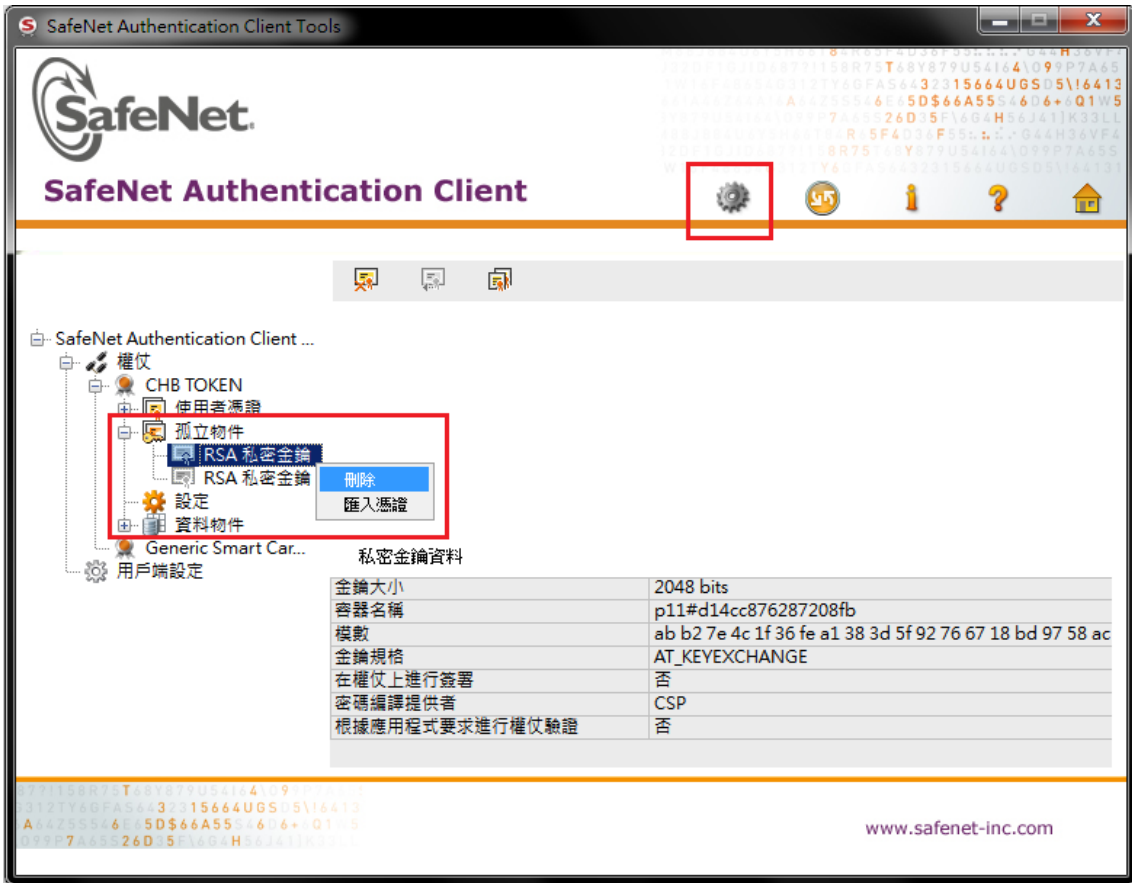 SafeNet Authentication Client Tools
SafeNet.
SafeNet Authentication Client
SafeNet Authentication Client ...
權仗
CHB TOKEN
使用者憑證
孤立物件
RSA 私密金鑰
RSA 私密金鑰
刪除
匯入憑證
設定
資料物件
Generic Smart Car...
用戶端設定
私密金鑰資料
金鑰大小 2048 bits
容器名稱 p11#d14cc876287208fb
模數 ab b2 7e 4c 1f 36 fe a1 38 3d 5f 92 76 67 18 bd 97 58 ac
金鑰規格 AT_KEYEXCHANGE
在權仗上進行簽署 否
密碼編譯提供者 CSP
根據應用程式要求進行權仗驗證 否
www.safenet-inc.com